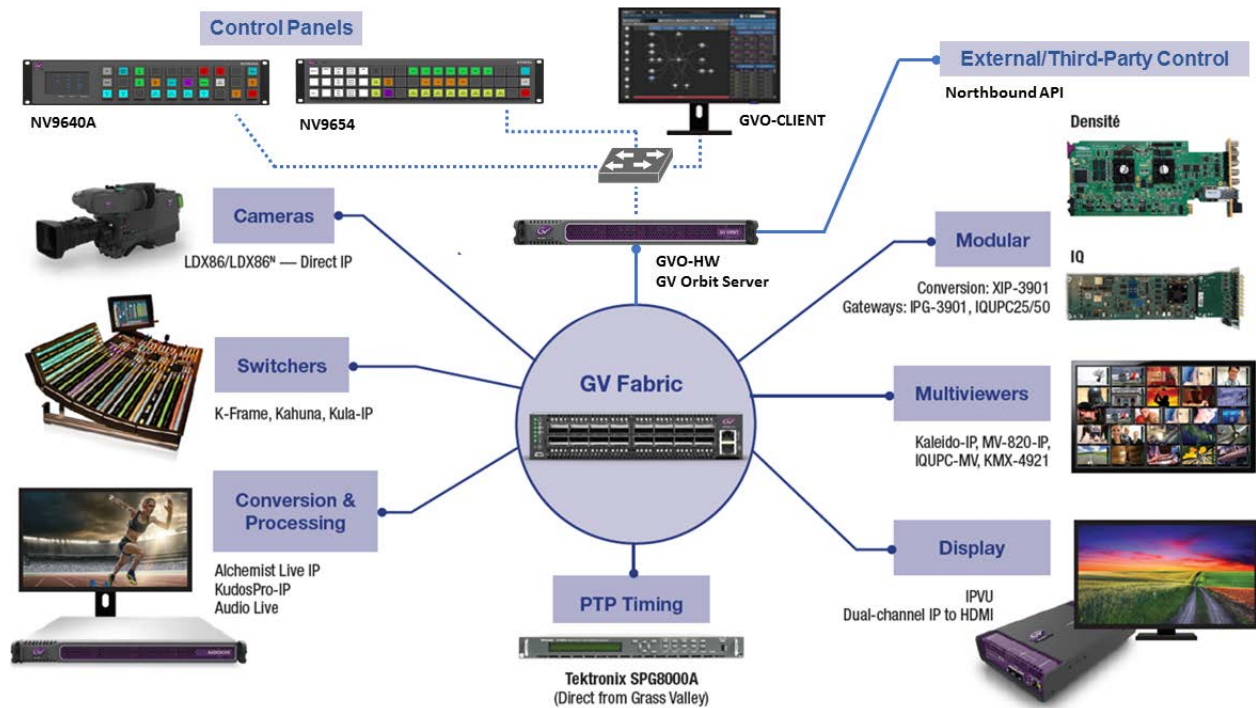 Control Panels
External/Third-Party Control
Northbound API
NV9640A
NV9654
GVO-CLIENT
Densité
Cameras
LDX86/LDX86ᴺ — Direct IP
GV ORBIT
GVO-HW
GV Orbit Server
Modular
IQ
Conversion: XIP-3901
Gateways: IPG-3901, IQUPC25/50
Switchers
K-Frame, Kahuna, Kula-IP
GV Fabric
Multiviewers
Kaleido-IP, MV-820-IP,
IQUPC-MV, KMX-4921
Conversion &
Processing
Alchemist Live IP
KudosPro-IP
Audio Live
PTP Timing
Tektronix SPG8000A
(Direct from Grass Valley)
Display
IPVU
Dual-channel IP to HDMI
GV